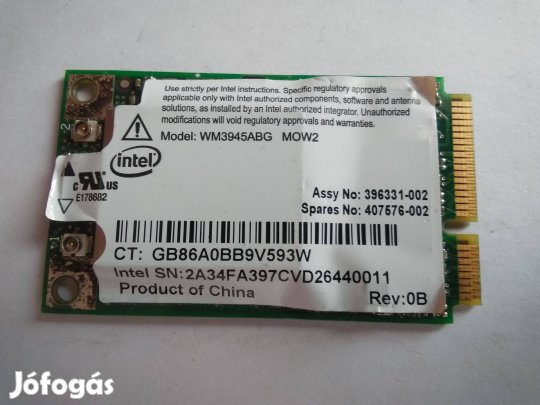 Use strictly per Intel instructions. Specific regulatory approvals
applicable only with Intel authorized components, software and antenna
solutions, as installed by an Intel authorized integrator. Unauthorized
modifications will void regulatory approvals and warranties.
2
Model: WM3945ABG MOW2
intel
c RU US
E178682
Assy No: 396331-002
Spares No: 407576-002
CT: GB86A0BB9V593W
Intel SN:2A34FA397CVD26440011
Product of China
Rev:0B
Jófogás